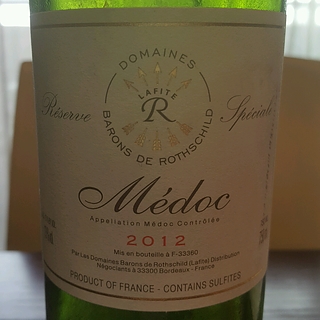 DOMAINES
LAFITE
R
BARONS DE ROTHSCHILD
Réserve Spéciale
Médoc
Appellation Médoc Contrôlée
2012
Mis en bouteille à F-33360
Par Les Domaines Barons de Rothschild (Lafite) Distribution
Négociants à 33300 Bordeaux - France
PRODUCT OF FRANCE - CONTAINS SULFITES